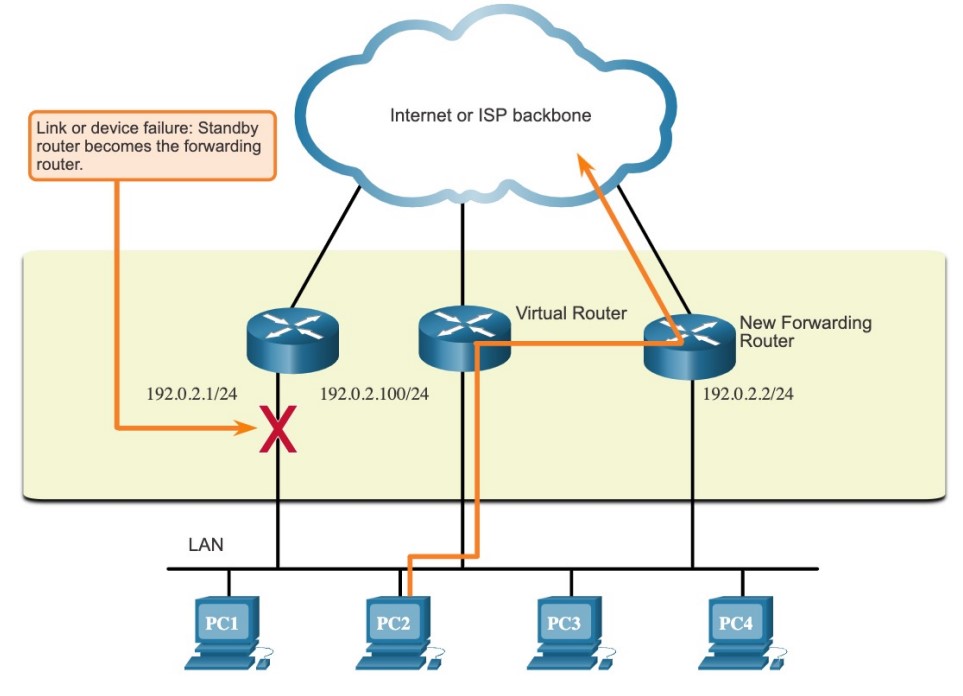 Internet or ISP backbone
Link or device failure: Standby
router becomes the forwarding
router.
Virtual Router
New Forwarding
Router
192.0.2.1/24
192.0.2.100/24
192.0.2.2/24
LAN
PC1
PC2
PC3
PC4